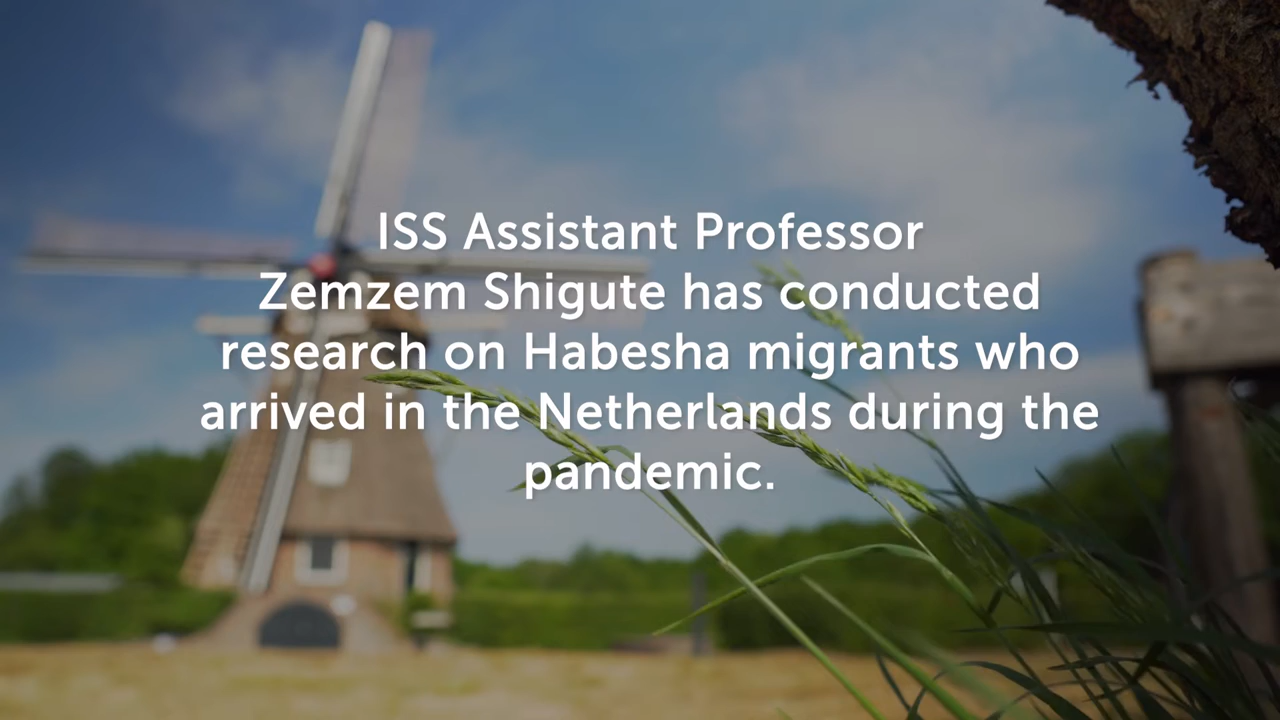 ISS Assistant Professor
Zemzem Shigute has conducted
research on Habesha migrants who
arrived in the Netherlands during the
pandemic.